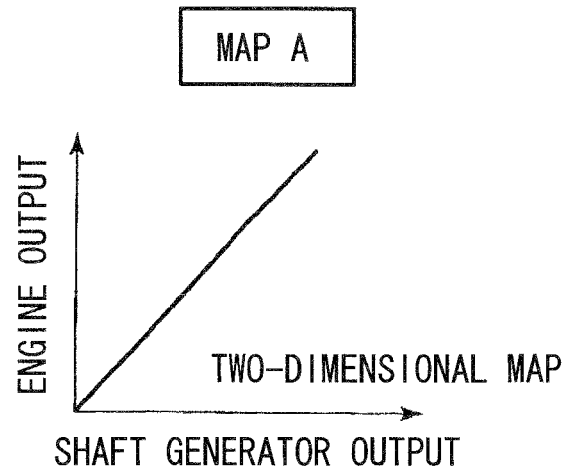 MAP A
ENGINE OUTPUT
TWO-DIMENSIONAL MAP
SHAFT GENERATOR OUTPUT